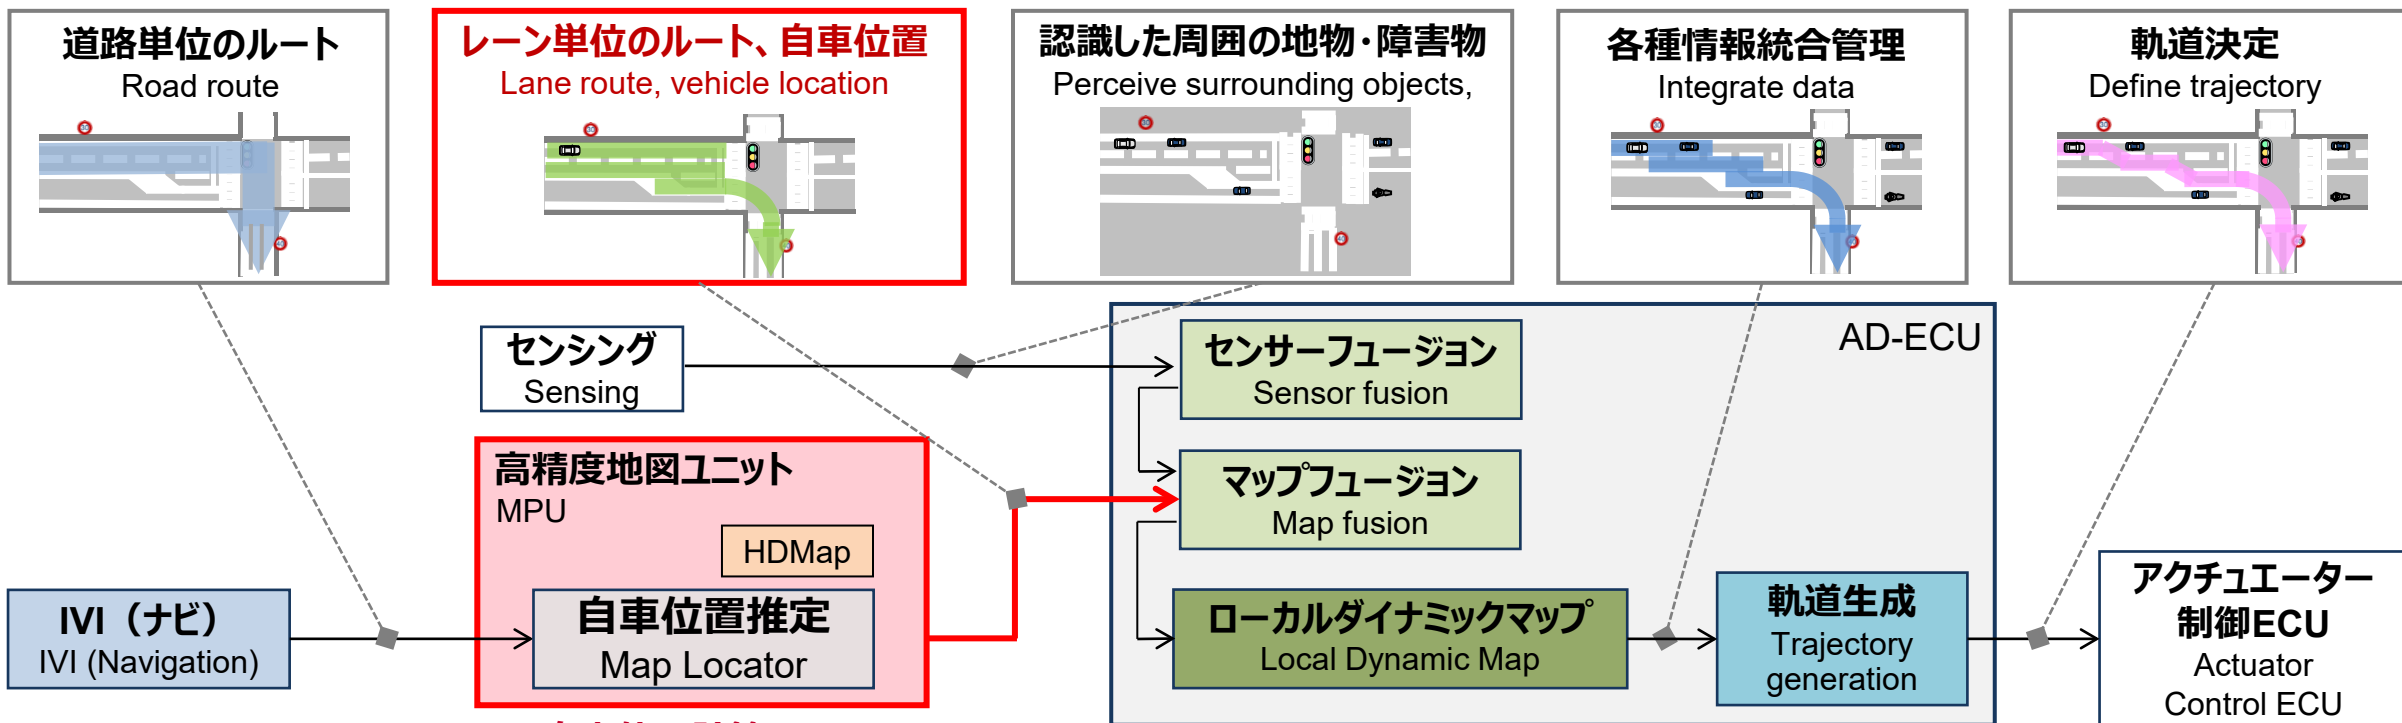 道路単位のルート
Road route
レーン単位のルート、自車位置
Lane route, vehicle location
認識した周囲の地物・障害物
Perceive surrounding objects,
各種情報統合管理
Integrate data
軌道決定
Define trajectory
センシング
Sensing
AD-ECU
センサーフュージョン
Sensor fusion
高精度地図ユニット
MPU
HDMap
マップフュージョン
Map fusion
IVI（ナビ）
IVI (Navigation)
自車位置推定
Map Locator
ローカルダイナミックマップ
Local Dynamic Map
軌道生成
Trajectory
generation
アクチュエーター
制御ECU
Actuator
Control ECU